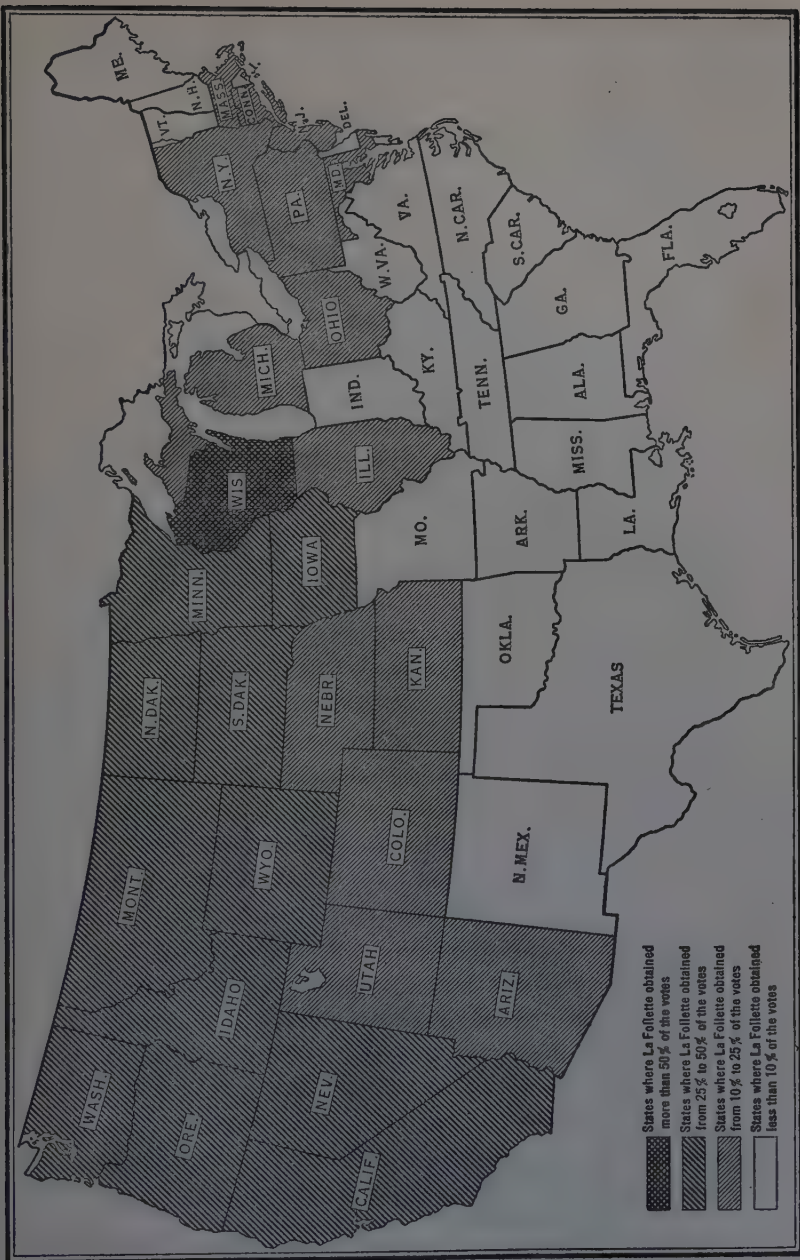 ME.
VT.
N.H.
MASS.
CONN.
N.Y.
N.J.
PA.
DEL.
MD.
OHIO
W.VA.
VA.
MICH.
IND.
KY.
N.CAR.
S.CAR.
TENN.
GA.
FLA.
ALA.
MISS.
WIS
ILL.
MINN.
IOWA
MO.
ARK.
LA.
N.DAK.
S.DAK.
NEBR.
KAN.
OKLA.
TEXAS
MONT.
WYO.
COLO.
N.MEX.
WASH.
IDAHO
UTAH
ARIZ.
ORE.
NEV.
CALIF.
States where La Follette obtained
more than 50% of the votes
States where La Follette obtained
from 25% to 50% of the votes
States where La Follette obtained
from 10% to 25% of the votes
States where La Follette obtained
less than 10% of the votes